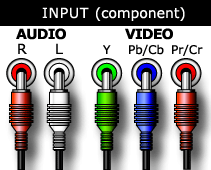 INPUT (component)
AUDIO VIDEO
R L Y Pb/Cb Pr/Cr